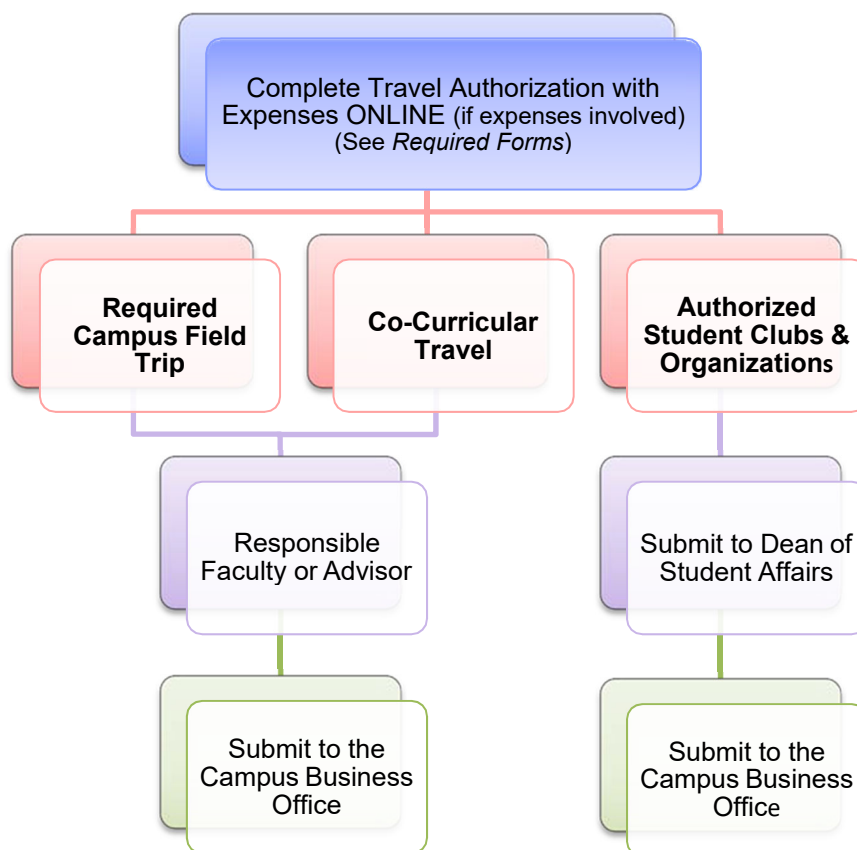 Complete Travel Authorization with
Expenses ONLINE (if expenses involved)
(See Required Forms)
Required
Campus Field
Trip
Co-Curricular
Travel
Authorized
Student Clubs &
Organizations
Responsible
Faculty or Advisor
Submit to Dean of
Student Affairs
Submit to the
Campus Business
Office
Submit to the
Campus Business
Office